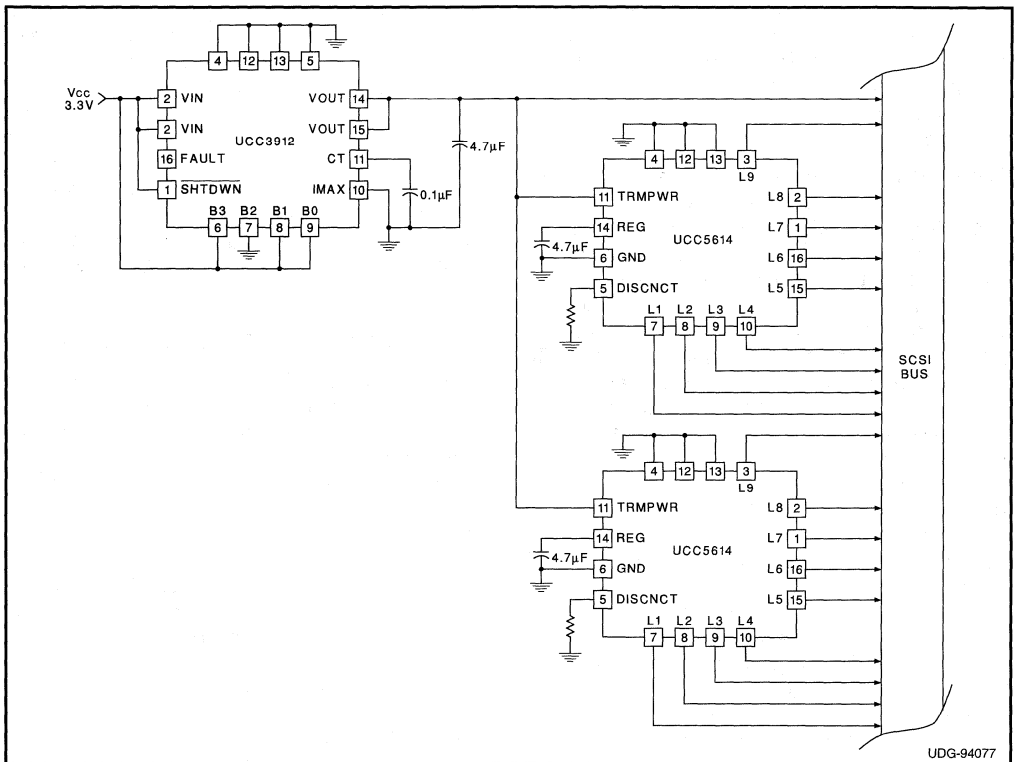 4 12 13 5
Vcc
3.3V
2 VIN
VOUT 14
2 VIN
UCC3912
VOUT 15
16 FAULT
CT 11
1 SHTDWN
IMAX 10
B3 B2 B1 B0
6 7 8 9
4.7µF
0.1µF
4 12 13 3
L9
11 TRMPWR
L8 2
14 REG
L7 1
4.7µF
UCC5614
6 GND
L6 16
5 DISCNCT
L5 15
L1 L2 L3 L4
7 8 9 10
SCSI
BUS
4 12 13 3
L9
11 TRMPWR
L8 2
14 REG
L7 1
4.7µF
UCC5614
6 GND
L6 16
5 DISCNCT
L5 15
L1 L2 L3 L4
7 8 9 10
UDG-94077